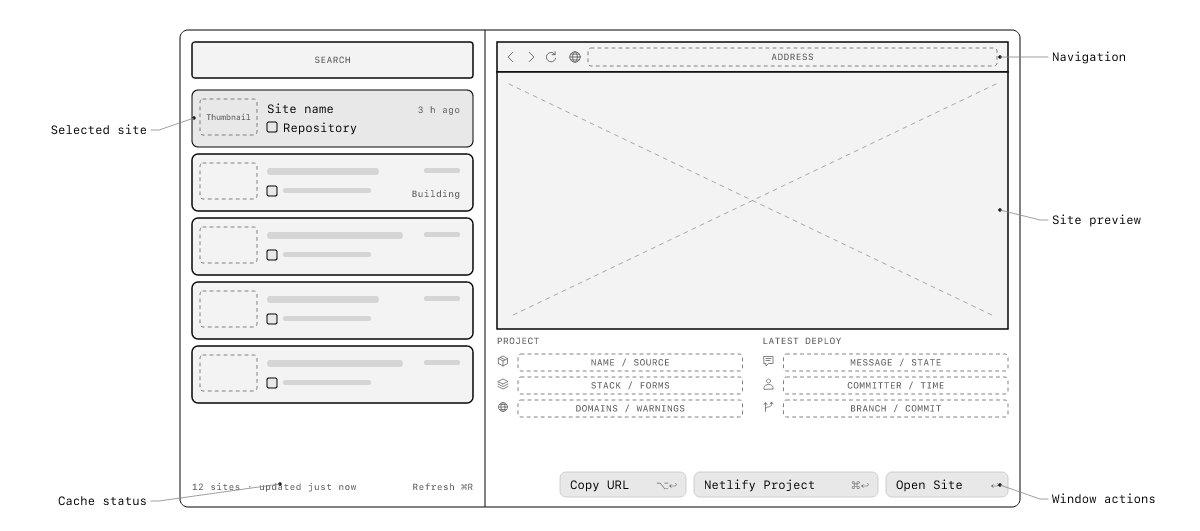 SEARCH
ADDRESS
Navigation
Thumbnail
Site name
3 h ago
Repository
Selected site
Building
Site preview
PROJECT
LATEST DEPLOY
NAME / SOURCE
MESSAGE / STATE
STACK / FORMS
COMMITTER / TIME
DOMAINS / WARNINGS
BRANCH / COMMIT
12 sites · updated just now
Refresh ⌘R
Copy URL ⌥↩
Netlify Project ⌘↩
Open Site ↩
Cache status
Window actions